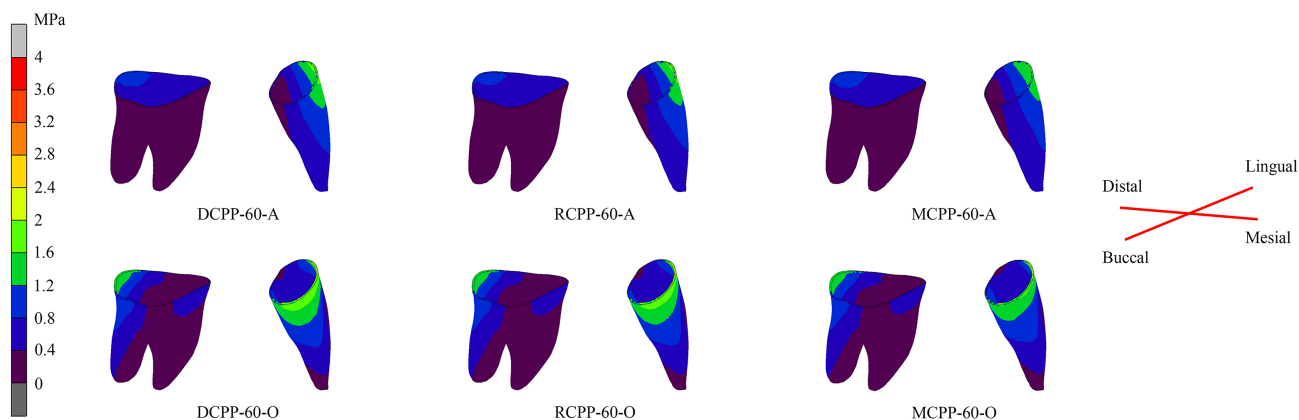 MPa
4
3.6
3.2
2.8
2.4
2
1.6
1.2
0.8
0.4
0
DCPP-60-A
RCPP-60-A
MCPP-60-A
DCPP-60-O
RCPP-60-O
MCPP-60-O
Lingual
Distal
Mesial
Buccal